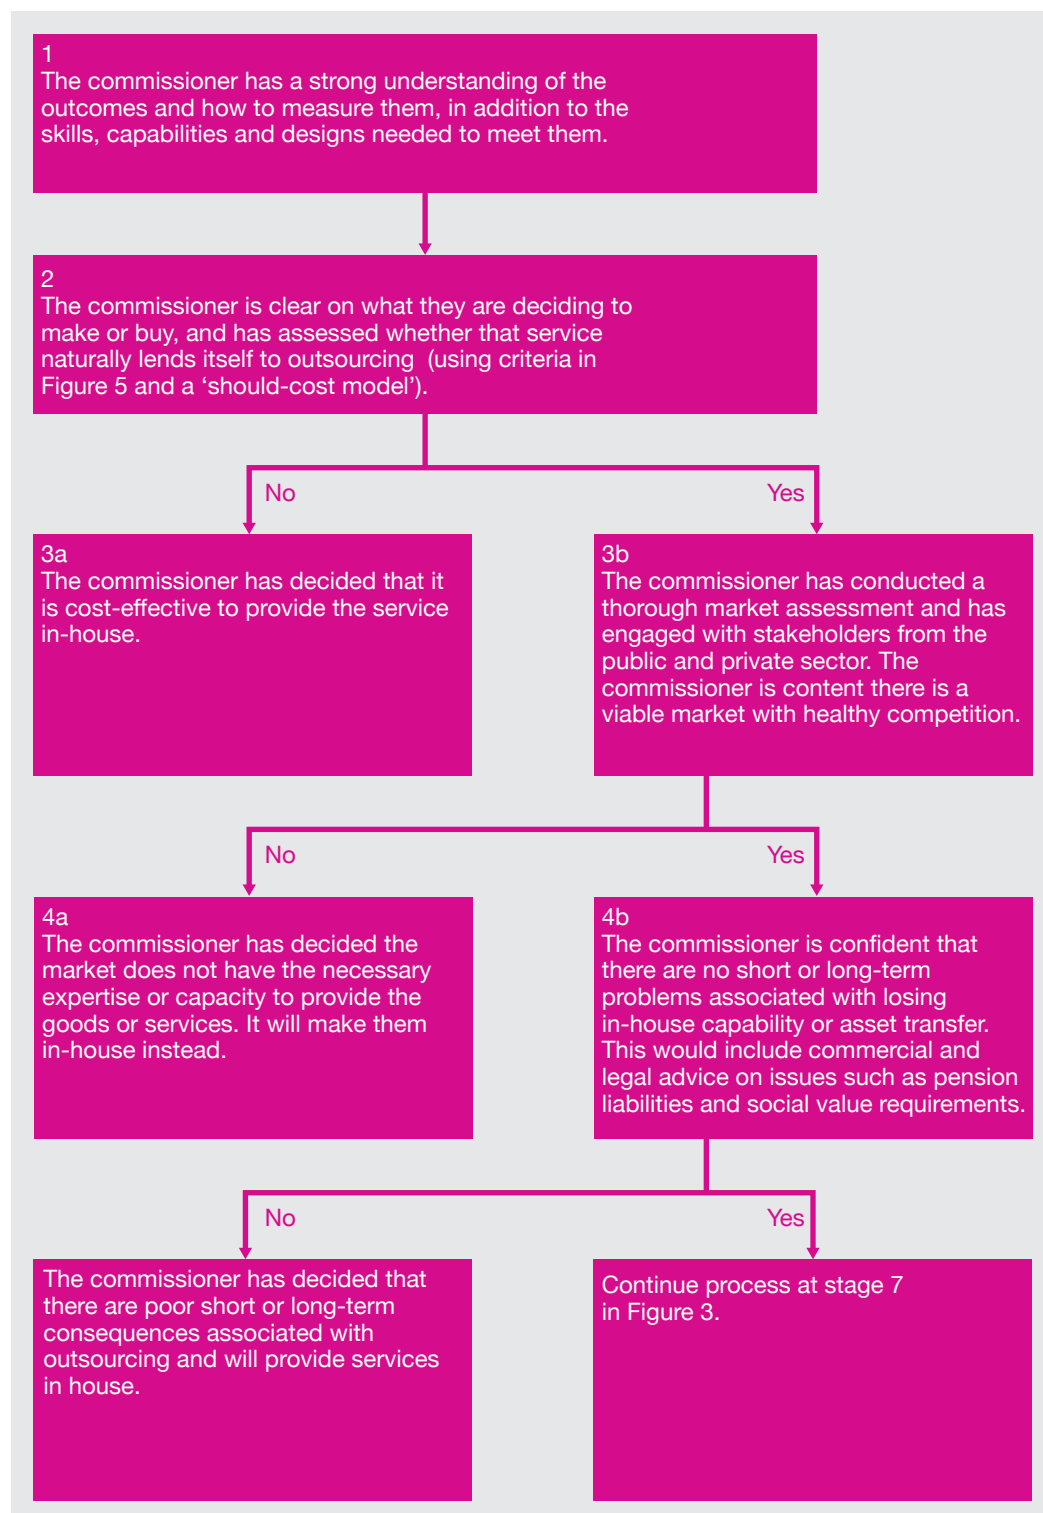 1
The commissioner has a strong understanding of the
outcomes and how to measure them, in addition to the
skills, capabilities and designs needed to meet them.
2
The commissioner is clear on what they are deciding to
make or buy, and has assessed whether that service
naturally lends itself to outsourcing  (using criteria in
Figure 5 and a ‘should-cost model’).
No
Yes
3a
The commissioner has decided that it
is cost-effective to provide the service
in-house.
3b
The commissioner has conducted a
thorough market assessment and has
engaged with stakeholders from the
public and private sector. The
commissioner is content there is a
viable market with healthy competition.
No
Yes
4a
The commissioner has decided the
market does not have the necessary
expertise or capacity to provide the
goods or services. It will make them
in-house instead.
4b
The commissioner is confident that
there are no short or long-term
problems associated with losing
in-house capability or asset transfer.
This would include commercial and
legal advice on issues such as pension
liabilities and social value requirements.
No
Yes
The commissioner has decided that
there are poor short or long-term
consequences associated with
outsourcing and will provide services
in house.
Continue process at stage 7
in Figure 3.